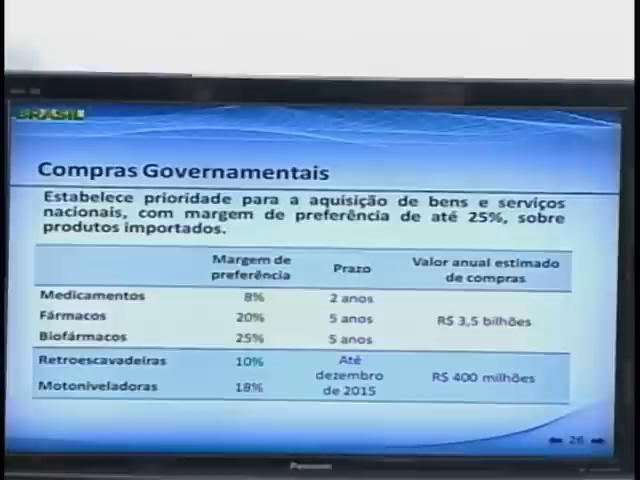 BRASIL
Compras Governamentais
Estabelece prioridade para a aquisição de bens e serviços
nacionais, com margem de preferência de até 25%, sobre
produtos importados.
Margem de preferência Prazo Valor anual estimado de compras
Medicamentos 8% 2 anos
Fármacos 20% 5 anos R$ 3,5 bilhões
Biofármacos 25% 5 anos
Retroescavadeiras 10% Até dezembro de 2015 R$ 400 milhões
Motoniveladoras 18%
26
Panasonic